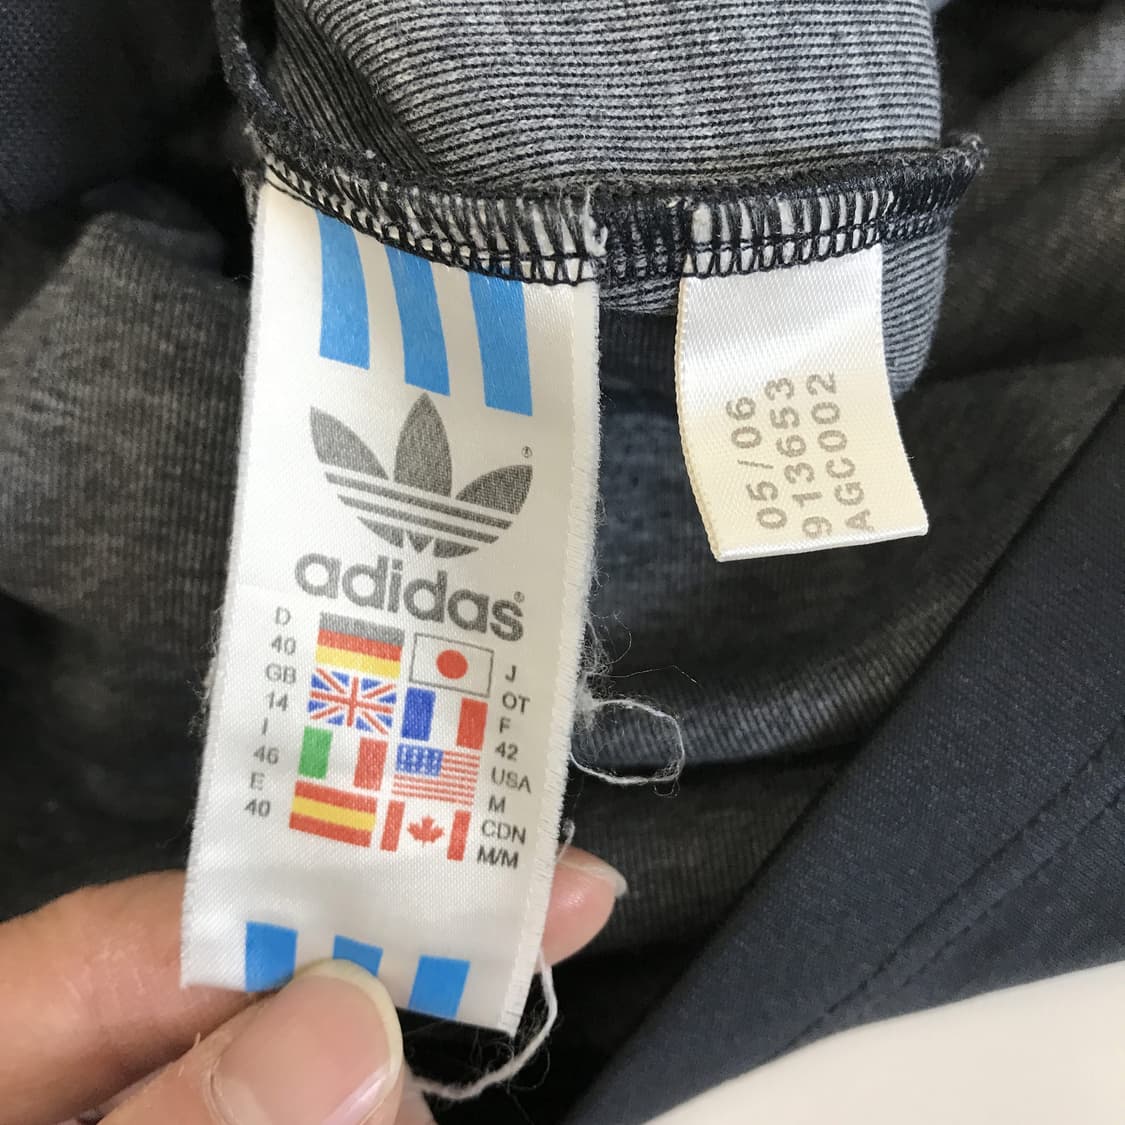 adidas®
D
40
GB
14
I
46
E
40
J
OT
F
42
USA
M
CDN
M/M
05/06
913653
AGC002